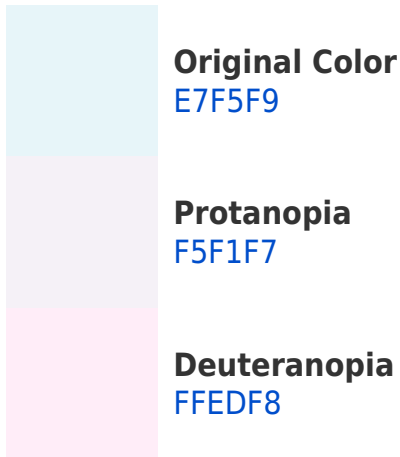 Original Color
E7F5F9
Protanopia
F5F1F7
Deuteranopia
FFEDF8